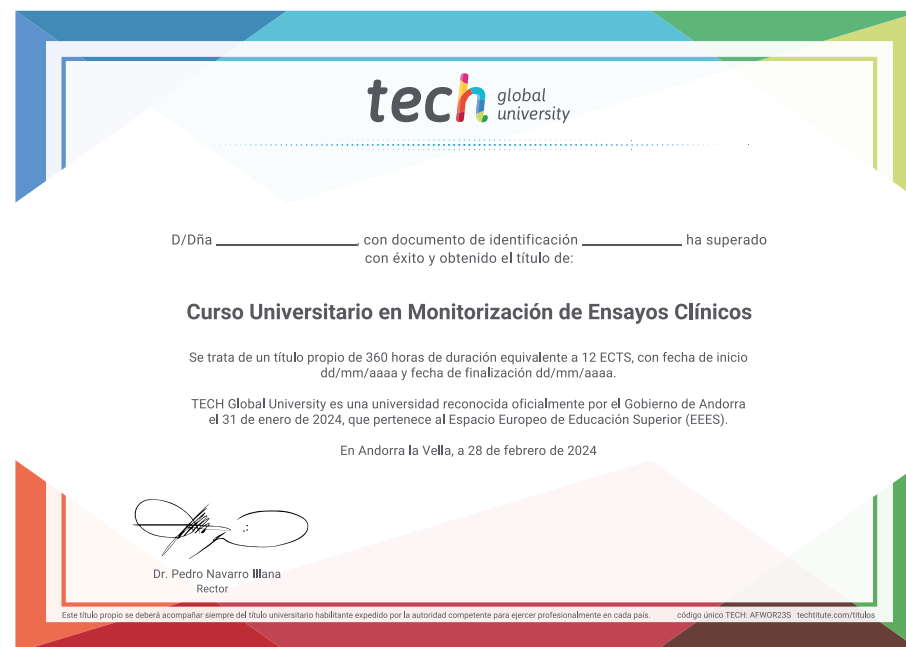 tech global university
D/Dña ______________, con documento de identificación ______________ ha superado
con éxito y obtenido el título de:
Curso Universitario en Monitorización de Ensayos Clínicos
Se trata de un título propio de 360 horas de duración equivalente a 12 ECTS, con fecha de inicio
dd/mm/aaaa y fecha de finalización dd/mm/aaaa.
TECH Global University es una universidad reconocida oficialmente por el Gobierno de Andorra
el 31 de enero de 2024, que pertenece al Espacio Europeo de Educación Superior (EEES).
En Andorra la Vella, a 28 de febrero de 2024
Dr. Pedro Navarro Illana
Rector
Este título propio se deberá acompañar siempre del título universitario habilitante expedido por la autoridad competente para ejercer profesionalmente en cada país. código único TECH: AFWOR23S techtitute.com/títulos